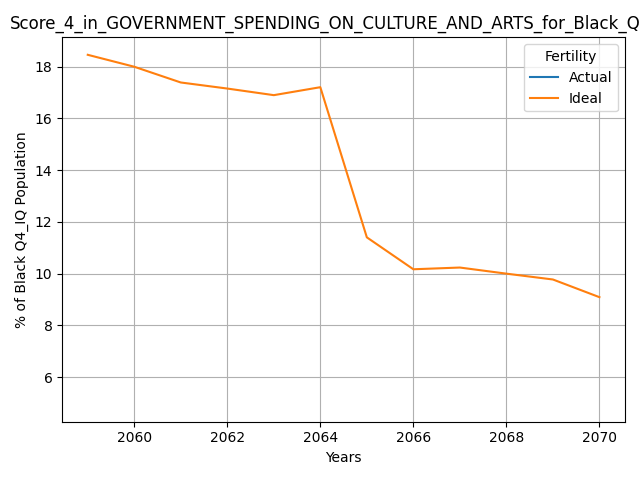 Score_4_in_GOVERNMENT_SPENDING_ON_CULTURE_AND_ARTS_for_Black_Q
Fertility
Actual
Ideal
% of Black Q4_IQ Population
18
16
14
12
10
8
6
2060 2062 2064 2066 2068 2070
Years